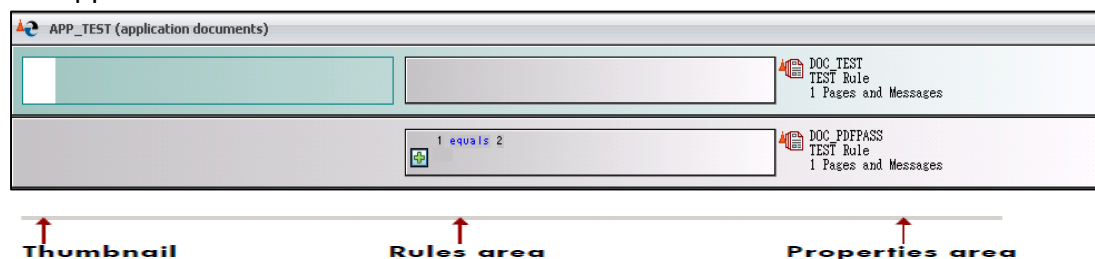 APP_TEST (application documents)
DOC_TEST
TEST Rule
1 Pages and Messages
1 equals 2
DOC_PDFPASS
TEST Rule
1 Pages and Messages
Thumbnail Rules area Properties area